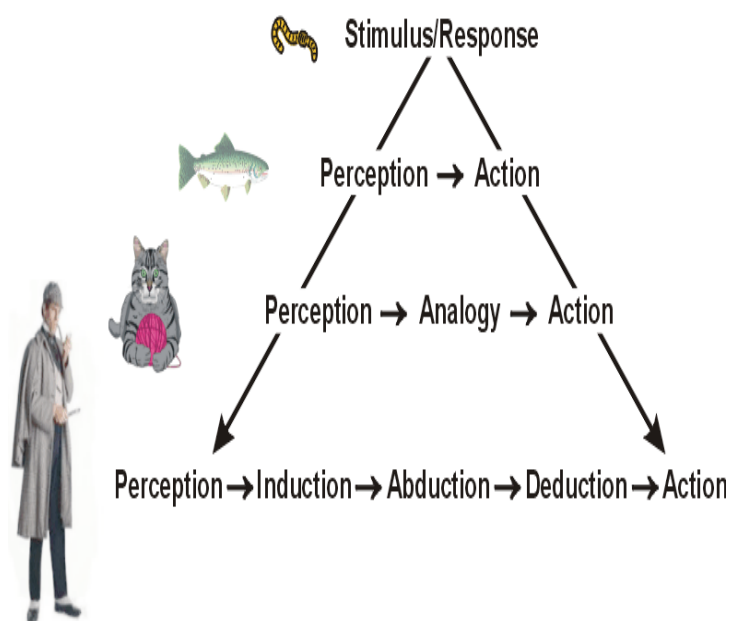 Stimulus/Response
Perception → Action
Perception → Analogy → Action
Perception → Induction → Abduction → Deduction → Action